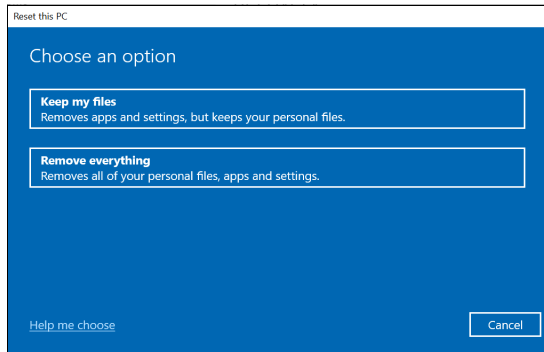 Reset this PC
Choose an option
Keep my files
Removes apps and settings, but keeps your personal files.
Remove everything
Removes all of your personal files, apps and settings.
Help me choose
Cancel